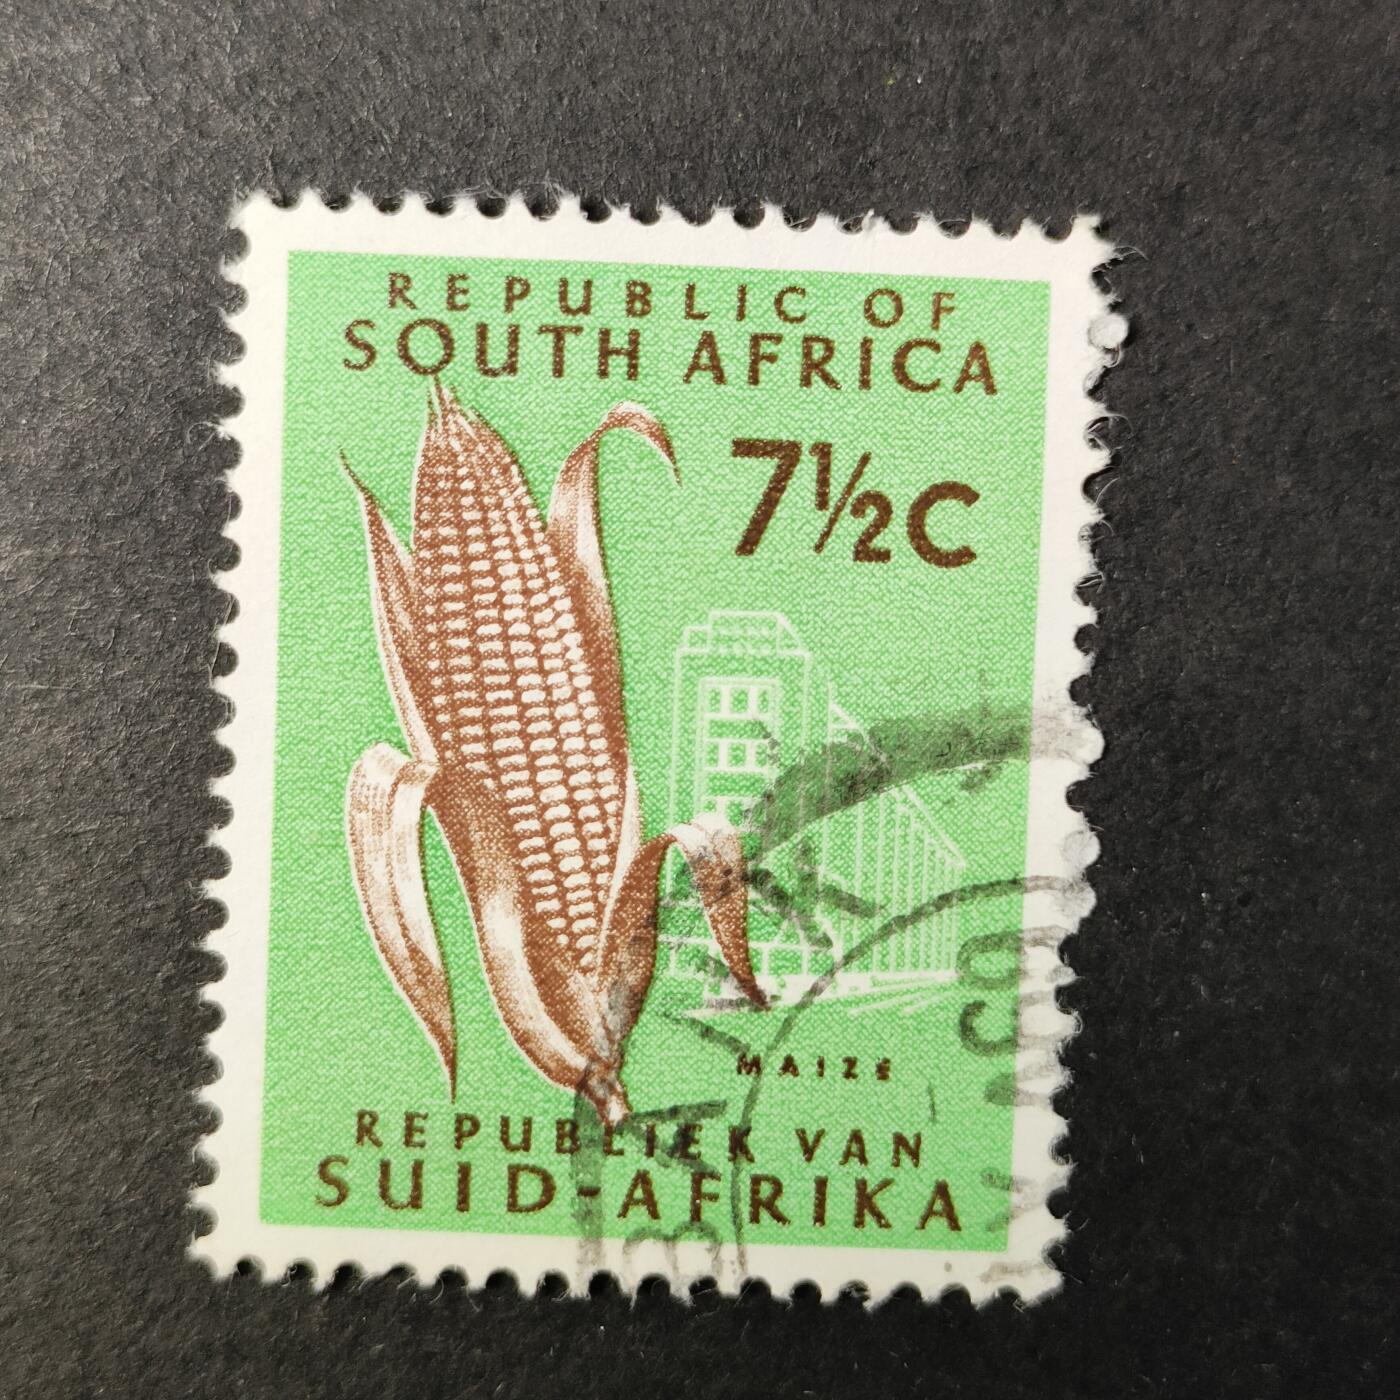 REPUBLIC OF
SOUTH AFRICA
7½C
MAIZE
REPUBLIEK VAN
SUID-AFRIKA